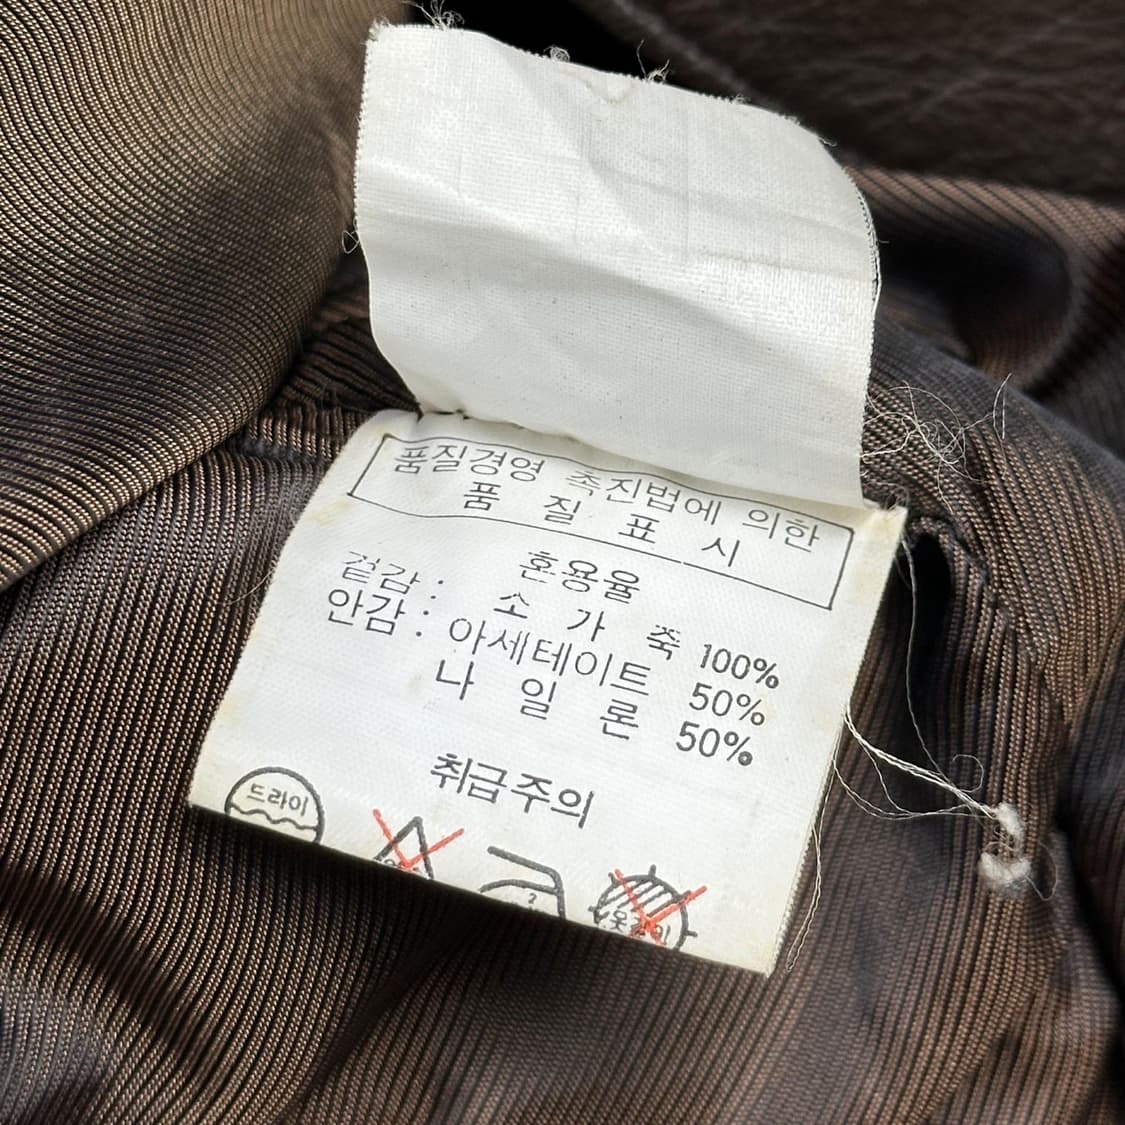 품질경영 촉진법에 의한
품 질 표 시
혼용율
겉감 : 소 가 죽 100%
안감 : 아세테이트 50%
나 일 론 50%
취급주의
드라이